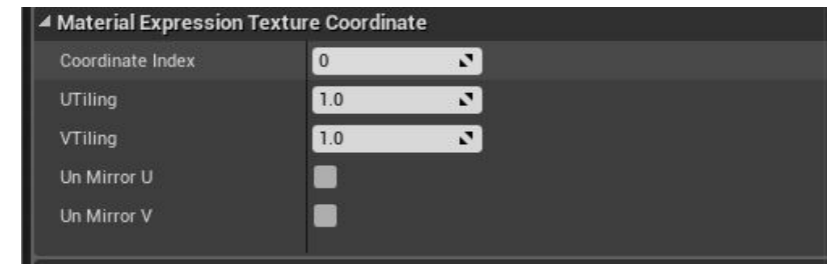 Material Expression Texture Coordinate
Coordinate Index 0
UTiling 1.0
VTiling 1.0
Un Mirror U
Un Mirror V